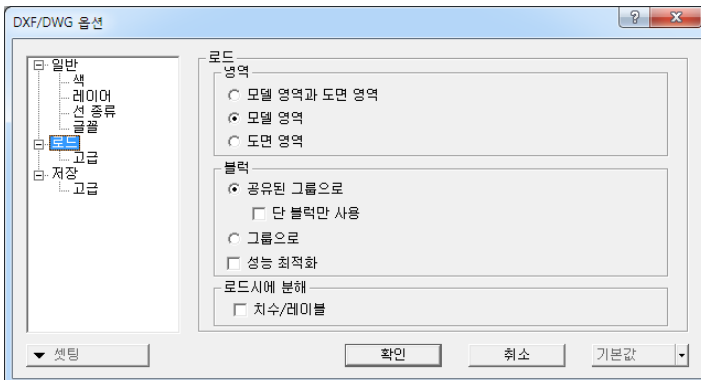 DXF/DWG 옵션
일반
색
레이어
선 종류
글꼴
로드
고급
저장
고급
로드
영역
모델 영역과 도면 영역
모델 영역
도면 영역
블럭
공유된 그룹으로
단 블럭만 사용
그룹으로
성능 최적화
로드시에 분해
치수/레이블
셋팅
확인
취소
기본값